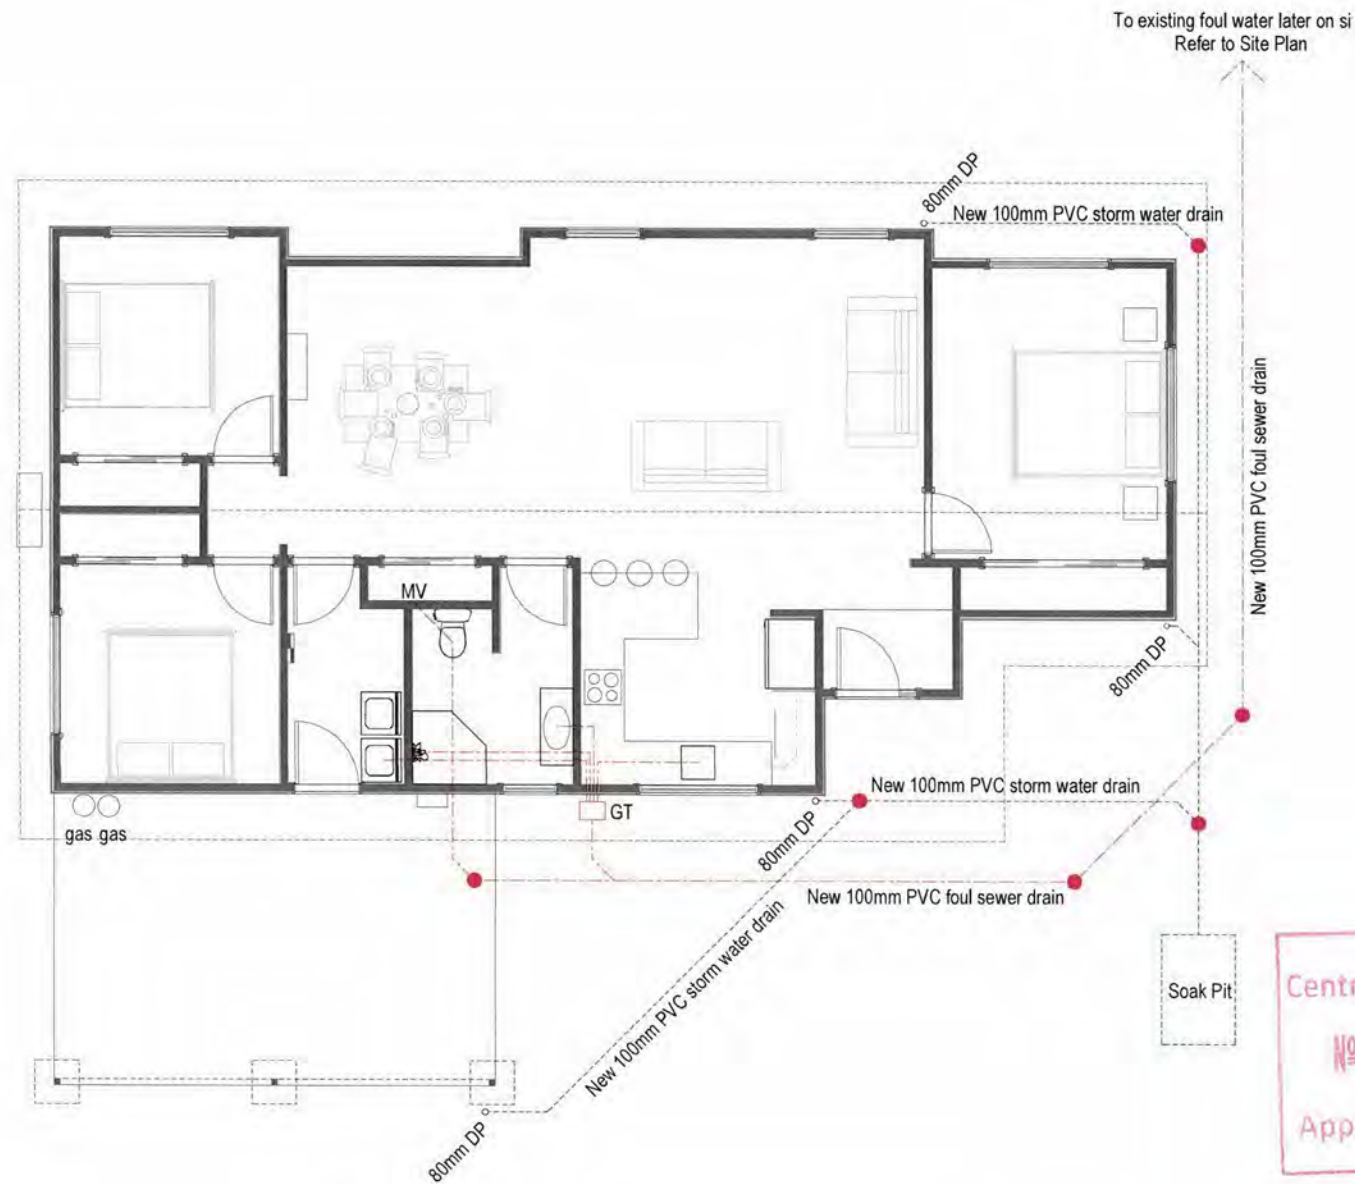 To existing foul water later on si
Refer to Site Plan
80mm DP
New 100mm PVC storm water drain
New 100mm PVC foul sewer drain
MV
80mm DP
gas gas
GT
New 100mm PVC storm water drain
80mm DP
New 100mm PVC foul sewer drain
New 100mm PVC storm water drain
Soak Pit
Centr
Nº
App
80mm DP